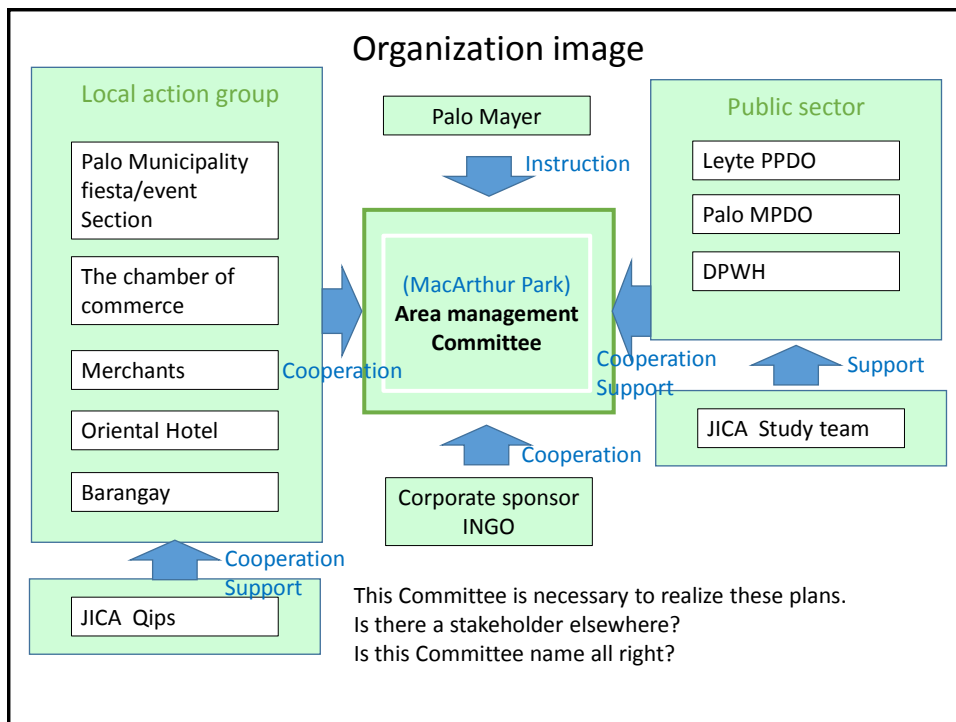 Organization image
Local action group
Palo Municipality
fiesta/event
Section
The chamber of
commerce
Merchants
Oriental Hotel
Barangay
Cooperation
Cooperation
Support
JICA Qips
Palo Mayer
Instruction
(MacArthur Park)
Area management
Committee
Cooperation
Corporate sponsor
INGO
Public sector
Leyte PPDO
Palo MPDO
DPWH
Cooperation
Support
Support
JICA Study team
This Committee is necessary to realize these plans.
Is there a stakeholder elsewhere?
Is this Committee name all right?